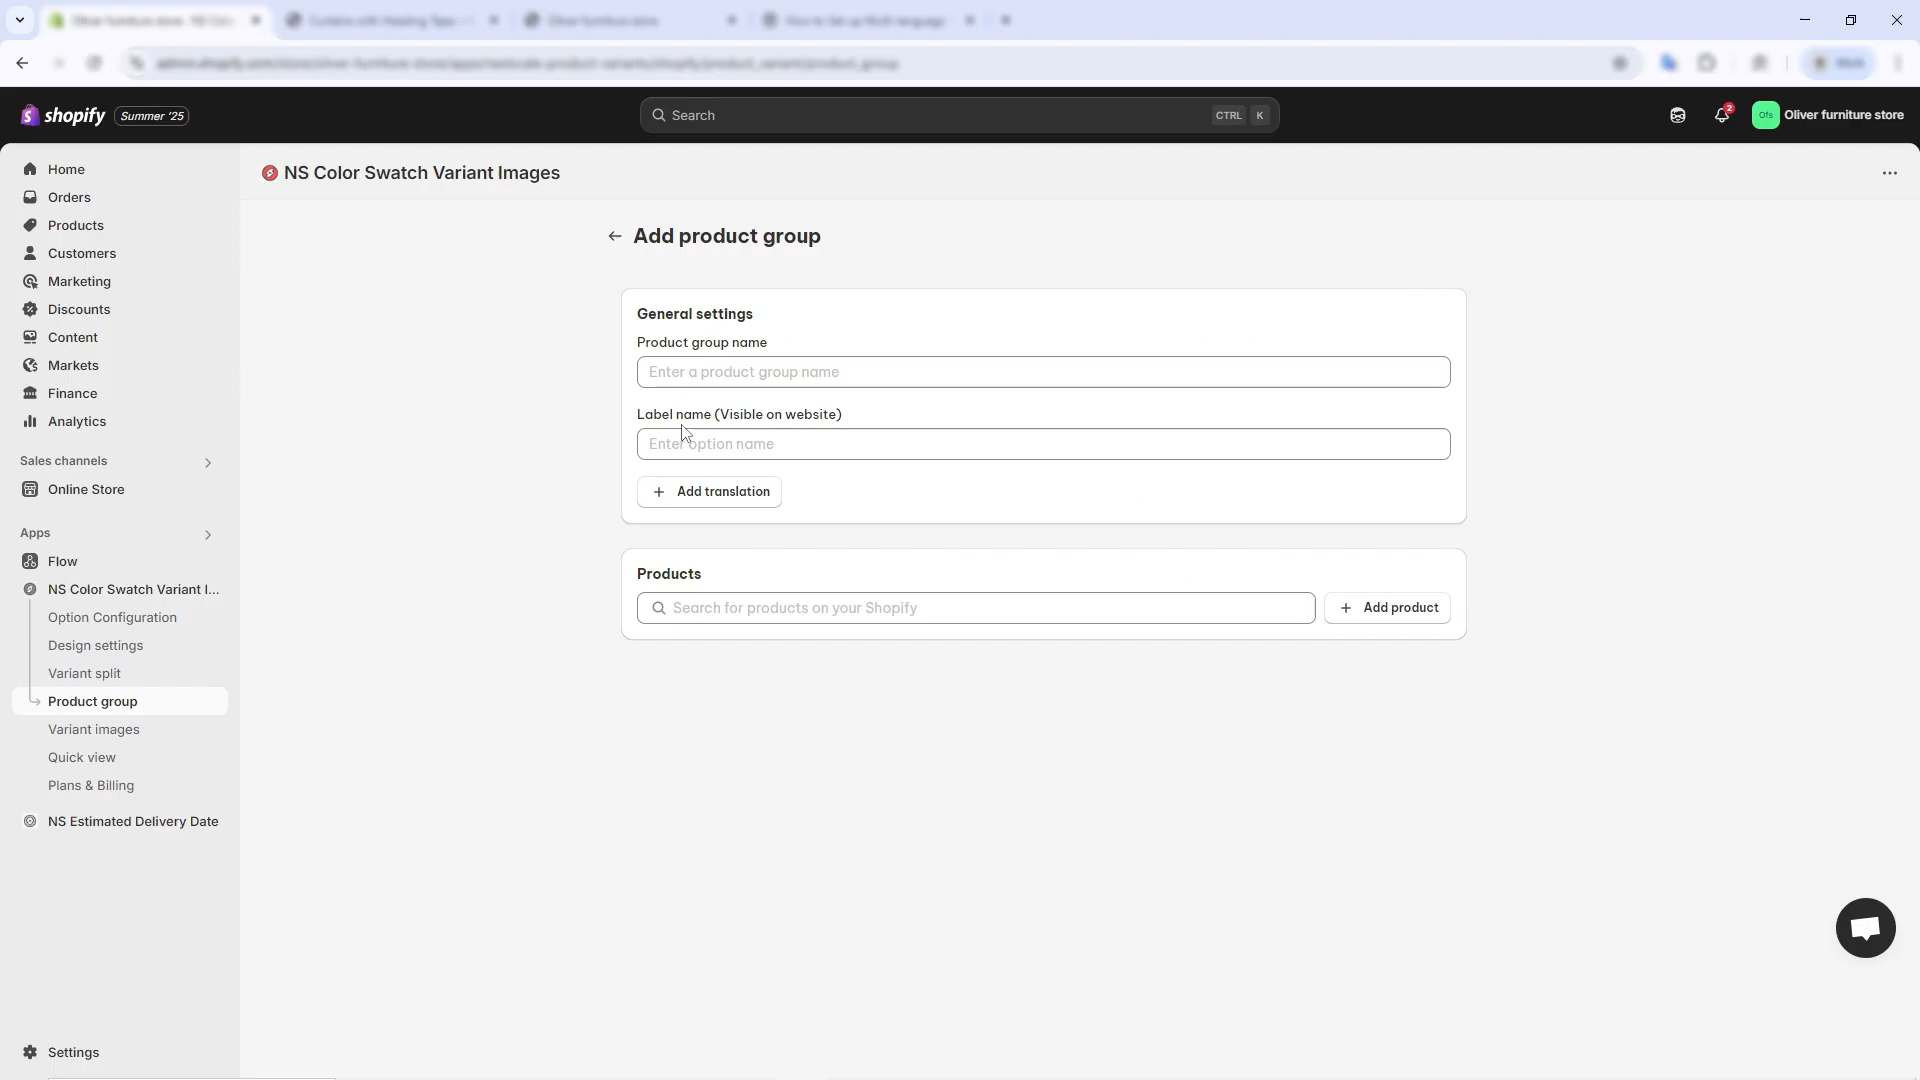 shopify
Summer '25
Search
CTRL K
2
Ofs
Oliver furniture store
Home
Orders
Products
Customers
Marketing
Discounts
Content
Markets
Finance
Analytics
Sales channels
Online Store
Apps
Flow
NS Color Swatch Variant I...
Option Configuration
Design settings
Variant split
Product group
Variant images
Quick view
Plans & Billing
NS Estimated Delivery Date
Settings
NS Color Swatch Variant Images
Add product group
General settings
Product group name
Enter a product group name
Label name (Visible on website)
Enter option name
Add translation
Products
Search for products on your Shopify
Add product